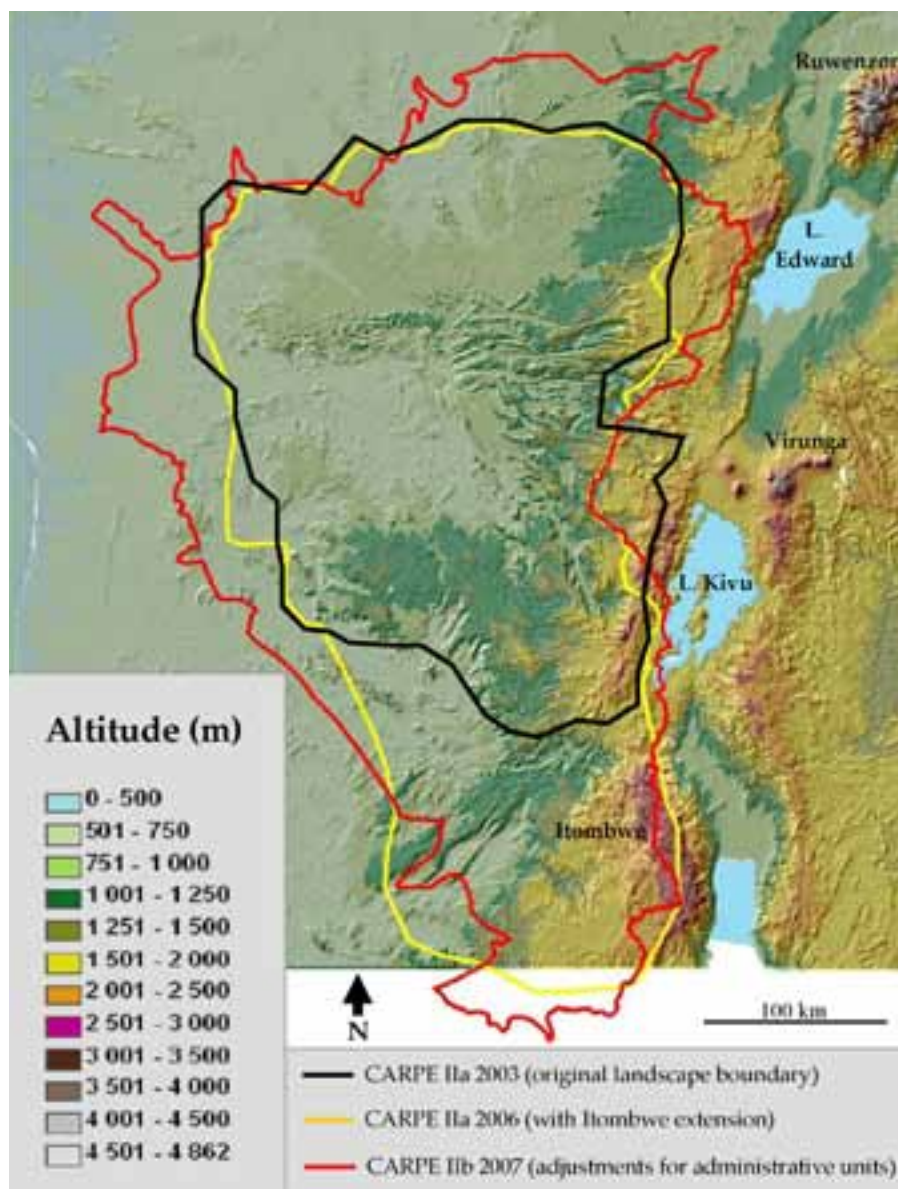 Ruwenzor
L.
Edward
Virunga
L. Kivu
Itombwe
Altitude (m)
0 - 500
501 - 750
751 - 1 000
1 001 - 1 250
1 251 - 1 500
1 501 - 2 000
2 001 - 2 500
2 501 - 3 000
3 001 - 3 500
3 501 - 4 000
4 001 - 4 500
4 501 - 4 862
N
100 km
CARPE IIa 2003 (original landscape boundary)
CARPE IIa 2006 (with Itombwe extension)
CARPE IIb 2007 (adjustments for administrative units)